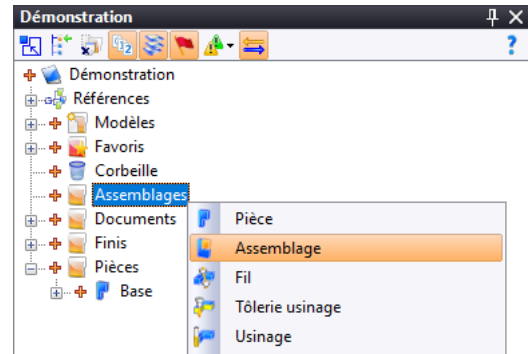 Démonstration
?
Démonstration
Références
Modèles
Favoris
Corbeille
Assemblages
Documents
Finis
Pièces
Base
Pièce
Assemblage
Fil
Tôlerie usinage
Usinage